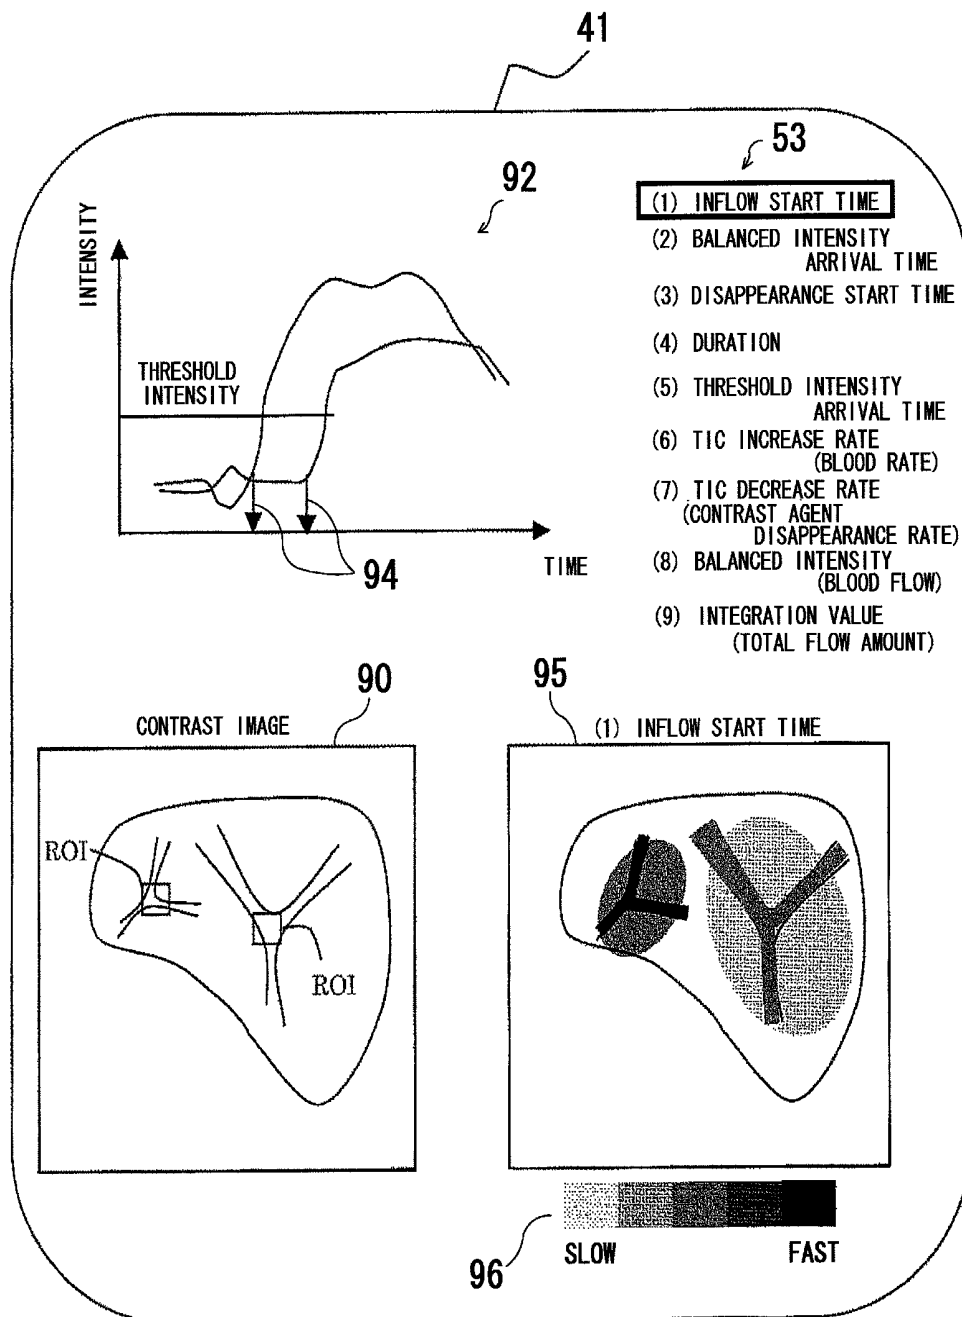 41
53
92
INTENSITY
THRESHOLD
INTENSITY
94
TIME
(1) INFLOW START TIME
(2) BALANCED INTENSITY
ARRIVAL TIME
(3) DISAPPEARANCE START TIME
(4) DURATION
(5) THRESHOLD INTENSITY
ARRIVAL TIME
(6) TIC INCREASE RATE
(BLOOD RATE)
(7) TIC DECREASE RATE
(CONTRAST AGENT
DISAPPEARANCE RATE)
(8) BALANCED INTENSITY
(BLOOD FLOW)
(9) INTEGRATION VALUE
(TOTAL FLOW AMOUNT)
90
CONTRAST IMAGE
ROI
ROI
95
(1) INFLOW START TIME
96
SLOW
FAST